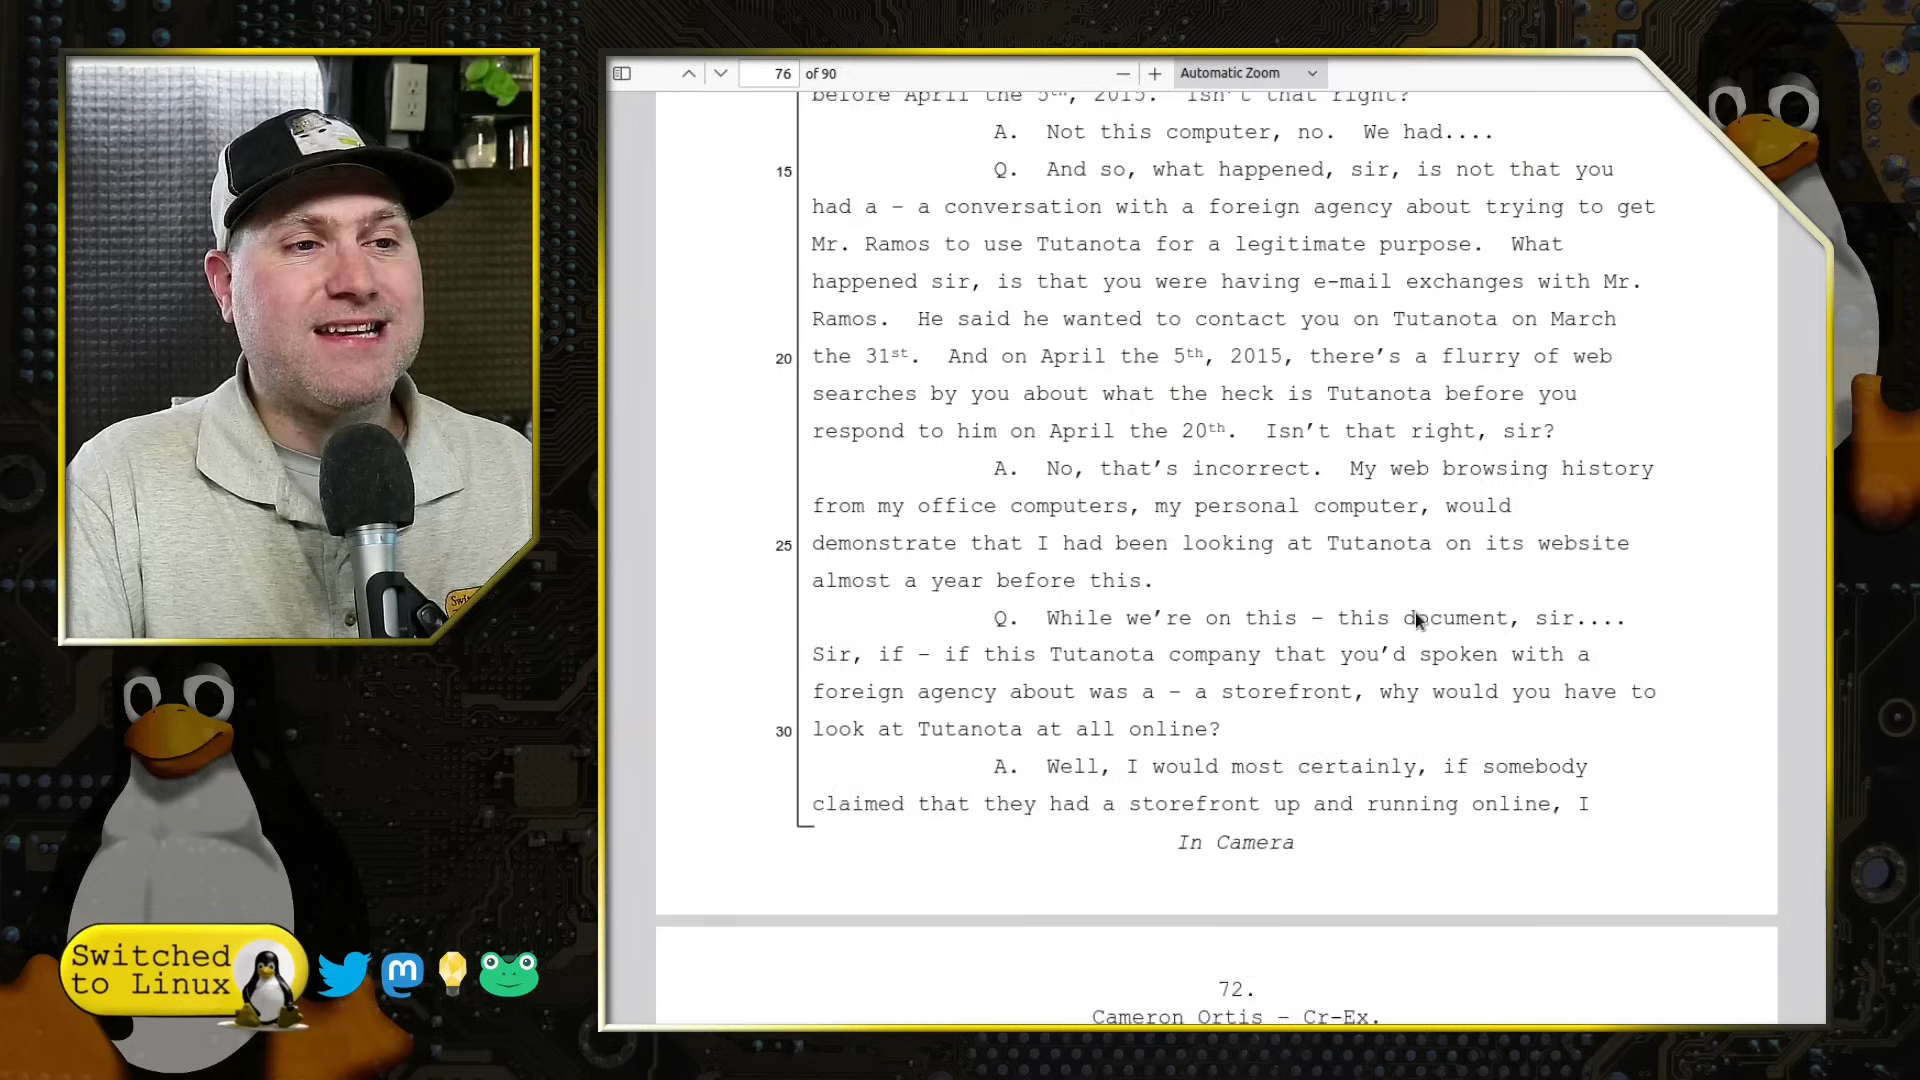 76 of 90
Automatic Zoom
before April the 5th, 2015. Isn't that right?
A. Not this computer, no. We had....
15 Q. And so, what happened, sir, is not that you
had a – a conversation with a foreign agency about trying to get
Mr. Ramos to use Tutanota for a legitimate purpose. What
happened sir, is that you were having e-mail exchanges with Mr.
Ramos. He said he wanted to contact you on Tutanota on March
20 the 31st. And on April the 5th, 2015, there's a flurry of web
searches by you about what the heck is Tutanota before you
respond to him on April the 20th. Isn't that right, sir?
A. No, that's incorrect. My web browsing history
from my office computers, my personal computer, would
25 demonstrate that I had been looking at Tutanota on its website
almost a year before this.
Q. While we're on this – this document, sir....
Sir, if – if this Tutanota company that you'd spoken with a
foreign agency about was a – a storefront, why would you have to
30 look at Tutanota at all online?
A. Well, I would most certainly, if somebody
claimed that they had a storefront up and running online, I
In Camera
72.
Cameron Ortis – Cr-Ex.
Switched
to Linux